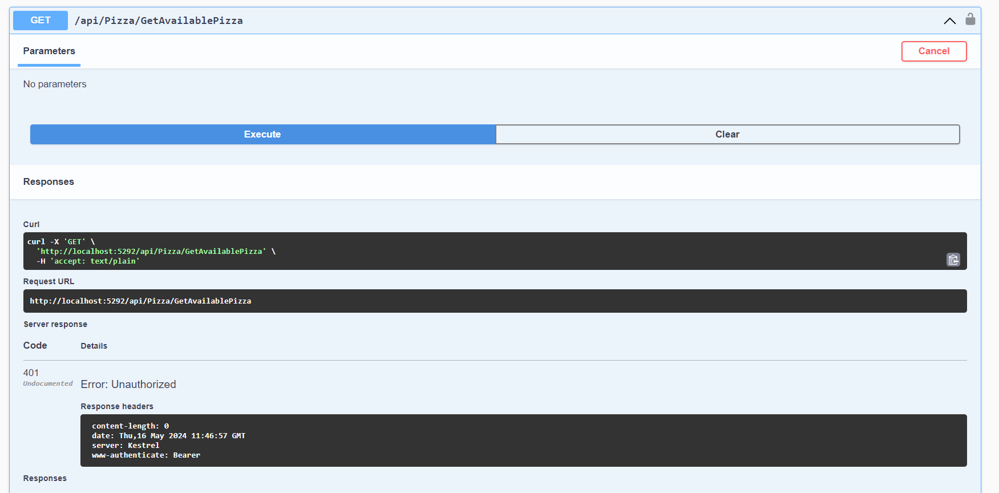 GET /api/Pizza/GetAvailablePizza
Parameters
Cancel
No parameters
Execute
Clear
Responses
Curl
curl -X 'GET' \
'http://localhost:5292/api/Pizza/GetAvailablePizza' \
-H 'accept: text/plain'
Request URL
http://localhost:5292/api/Pizza/GetAvailablePizza
Server response
Code Details
401
Undocumented
Error: Unauthorized
Response headers
content-length: 0
date: Thu,16 May 2024 11:46:57 GMT
server: Kestrel
www-authenticate: Bearer
Responses